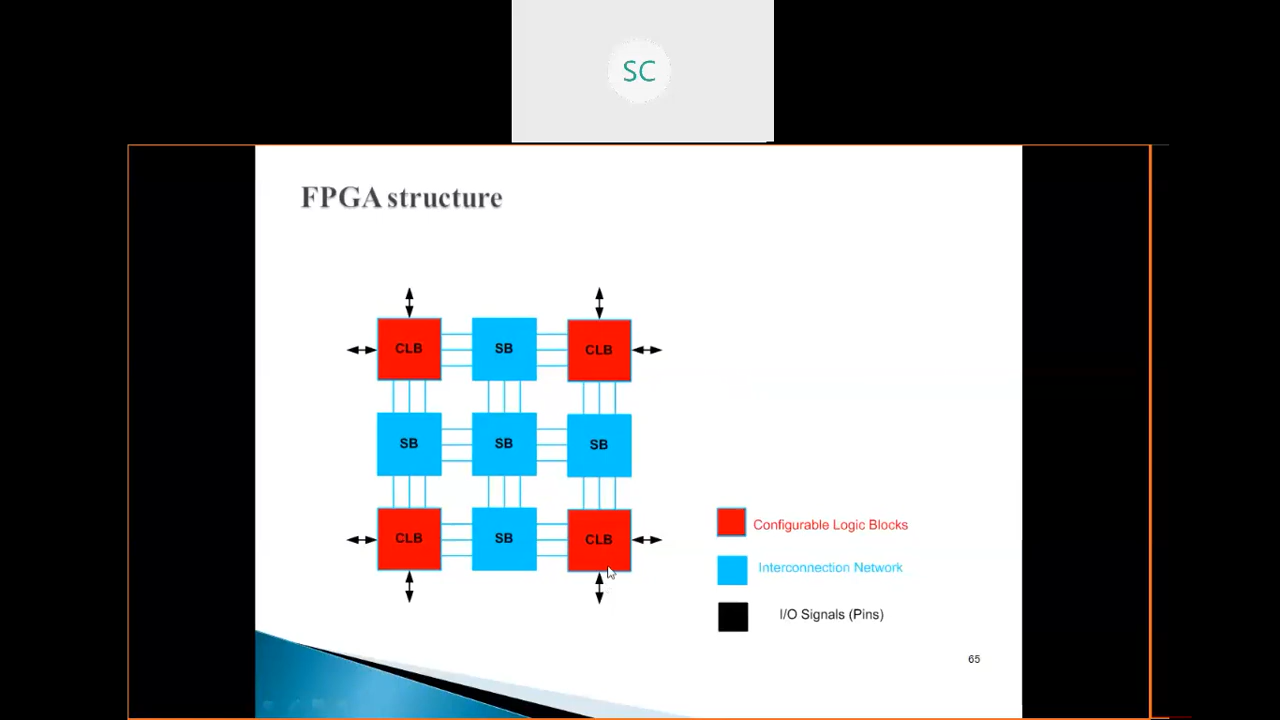 SC
FPGA structure
CLB SB CLB
SB SB SB
CLB SB CLB
Configurable Logic Blocks
Interconnection Network
I/O Signals (Pins)
65